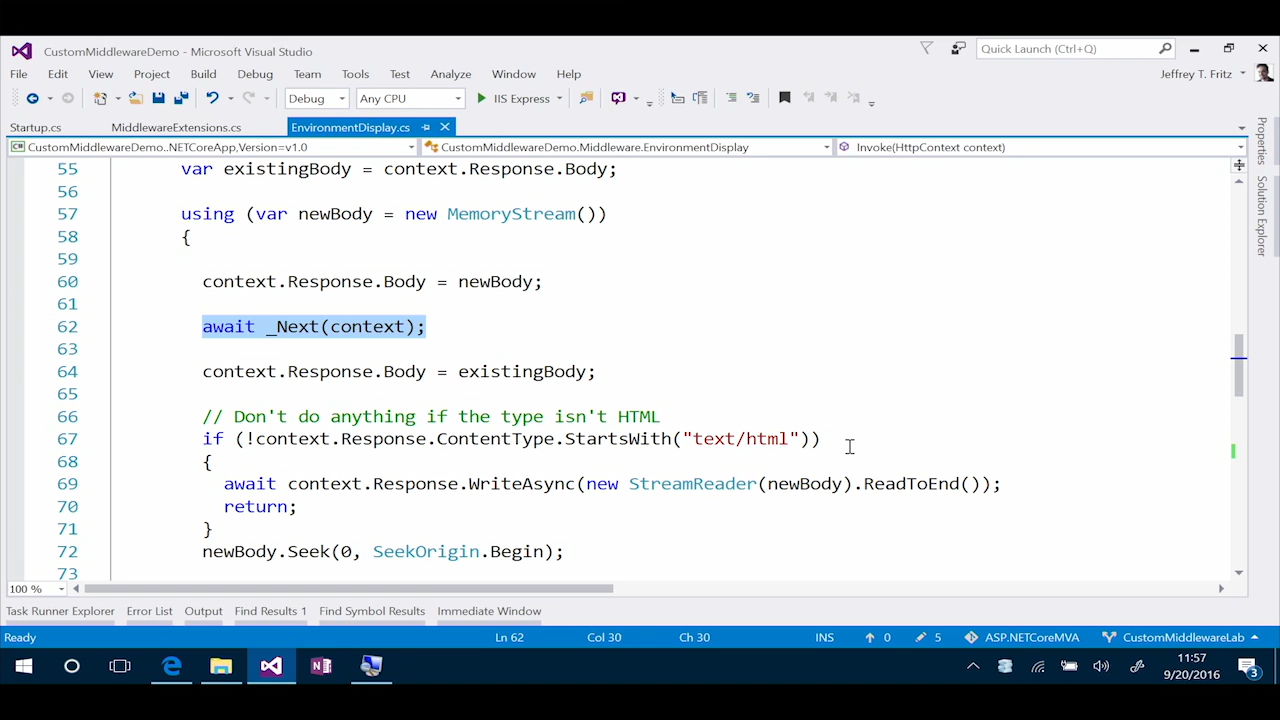 CustomMiddlewareDemo - Microsoft Visual Studio
Quick Launch (Ctrl+Q)
File Edit View Project Build Debug Team Tools Test Analyze Window Help
Jeffrey T. Fritz
Debug Any CPU IIS Express
Startup.cs MiddlewareExtensions.cs EnvironmentDisplay.cs
CustomMiddlewareDemo..NETCoreApp,Version=v1.0 CustomMiddlewareDemo.Middleware.EnvironmentDisplay Invoke(HttpContext context)
55 var existingBody = context.Response.Body;
56
57 using (var newBody = new MemoryStream())
58 {
59
60 context.Response.Body = newBody;
61
62 await _Next(context);
63
64 context.Response.Body = existingBody;
65
66 // Don't do anything if the type isn't HTML
67 if (!context.Response.ContentType.StartsWith("text/html"))
68 {
69 await context.Response.WriteAsync(new StreamReader(newBody).ReadToEnd());
70 return;
71 }
72 newBody.Seek(0, SeekOrigin.Begin);
73
Properties
Solution Explorer
100 %
Task Runner Explorer Error List Output Find Results 1 Find Symbol Results Immediate Window
Ready Ln 62 Col 30 Ch 30 INS 0 5 ASP.NETCoreMVA CustomMiddlewareLab
11:57
9/20/2016
3